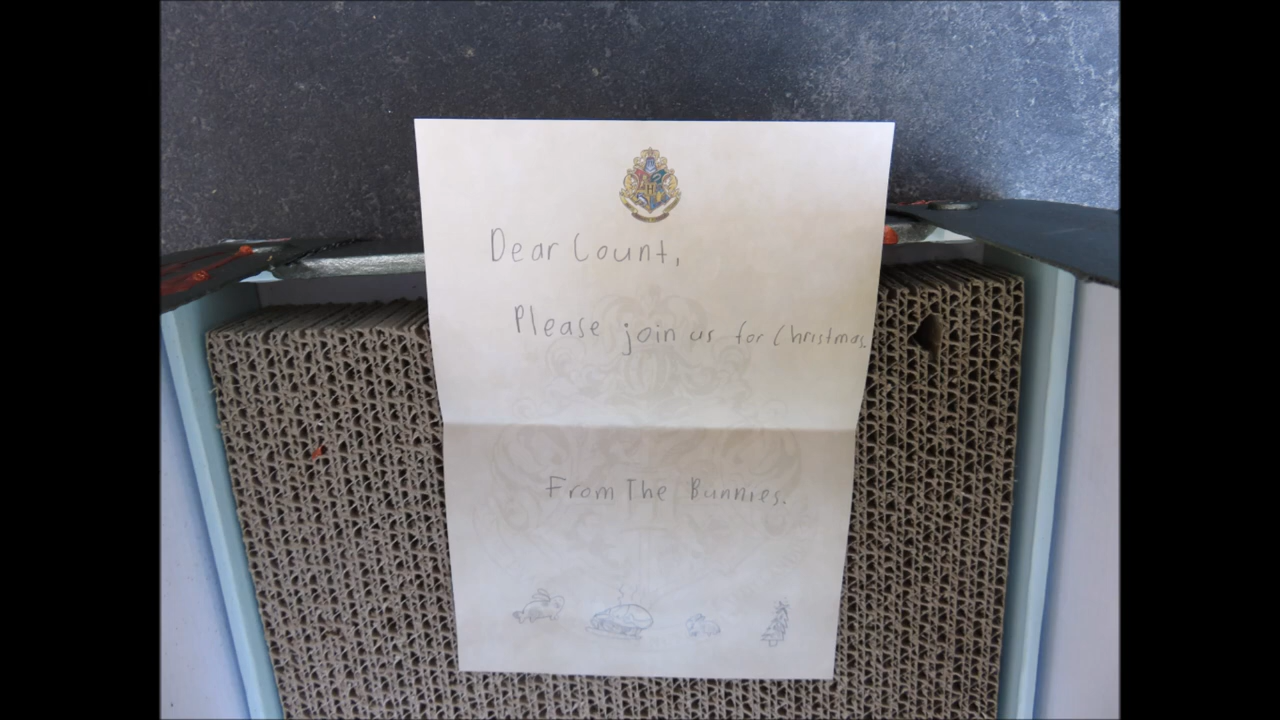 Dear Count,
Please join us for Christmas.
From The Bunnies.